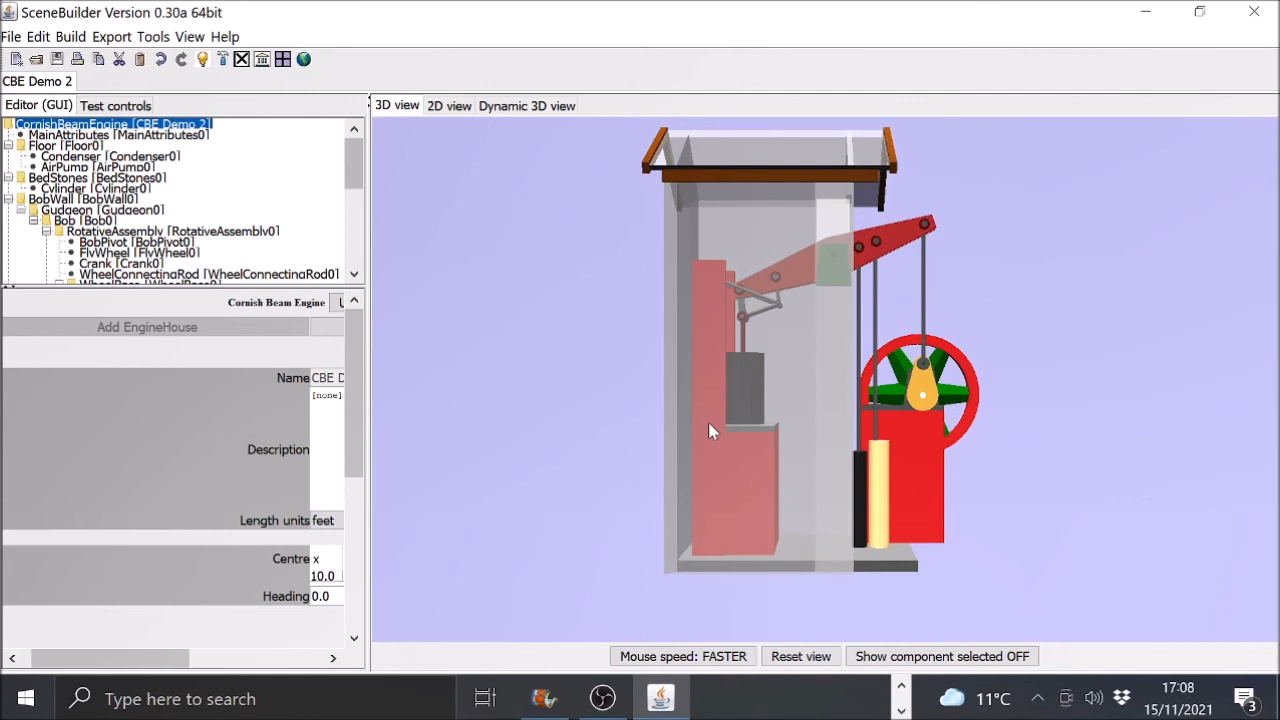 SceneBuilder Version 0.30a 64bit
File Edit Build Export Tools View Help
CBE Demo 2
Editor (GUI) Test controls
3D view 2D view Dynamic 3D view
CornishBeamEngine [CBE Demo 2]
MainAttributes [MainAttributes0]
Floor [Floor0]
Condenser [Condenser0]
AirPump [AirPump0]
BedStones [BedStones0]
Cylinder [Cylinder0]
BobWall [BobWall0]
Gudgeon [Gudgeon0]
Bob [Bob0]
RotativeAssembly [RotativeAssembly0]
BobPivot [BobPivot0]
FlyWheel [FlyWheel0]
Crank [Crank0]
WheelConnectingRod [WheelConnectingRod0]
Cornish Beam Engine
Add EngineHouse
Name CBE D
[none]
Description
Length units feet
Centre x
10.0
Heading 0.0
Mouse speed: FASTER Reset view Show component selected OFF
Type here to search
11°C
17:08
15/11/2021
3